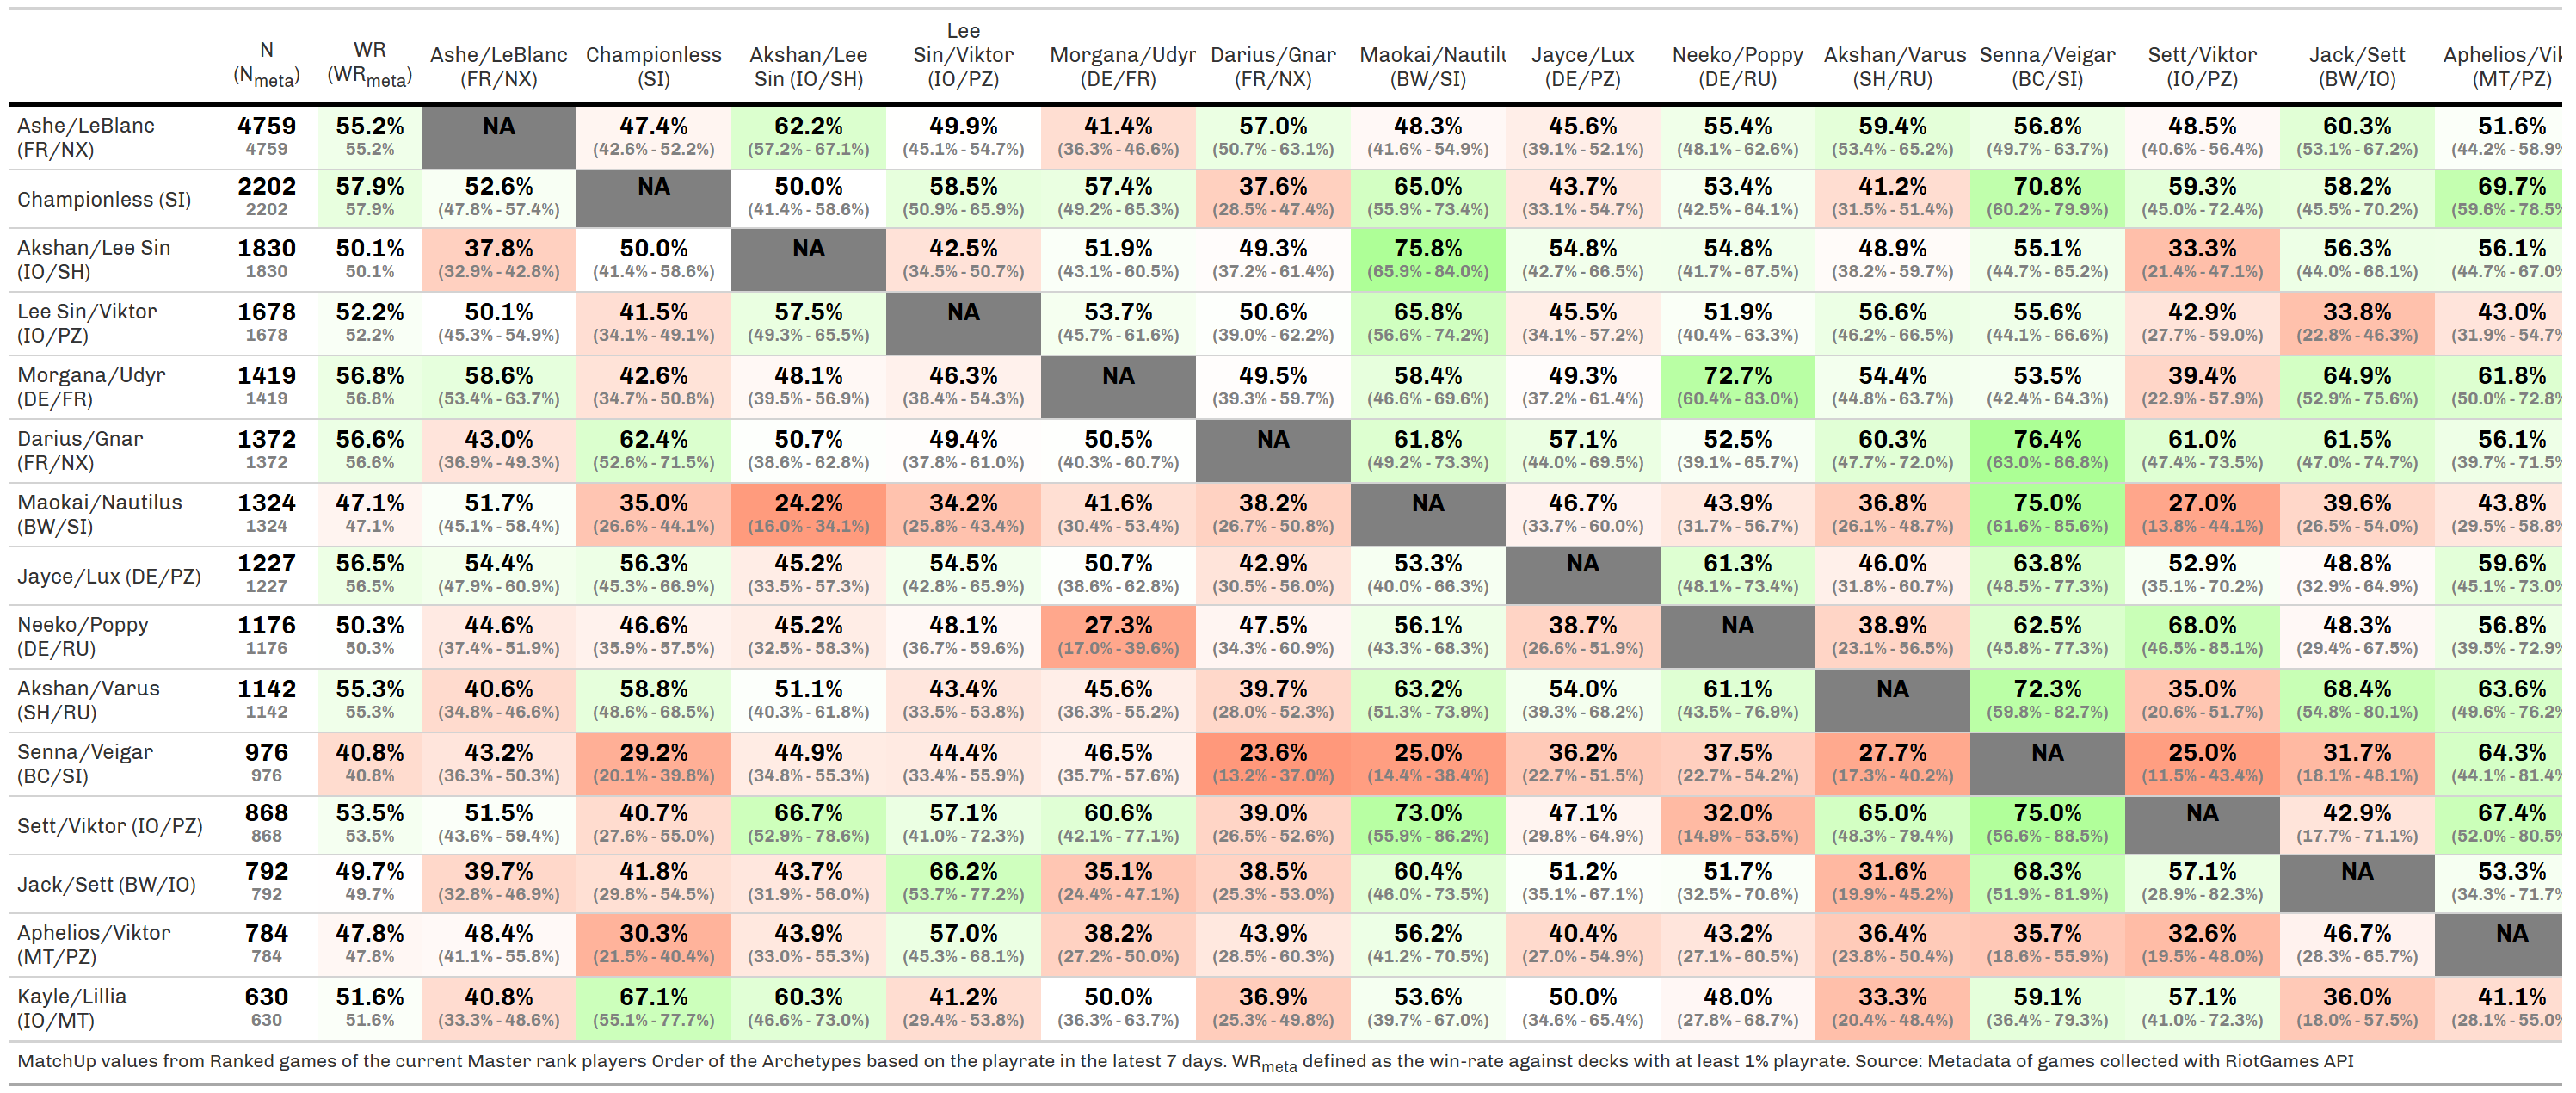 N (Nmeta) WR (WRmeta) Ashe/LeBlanc (FR/NX) Championless (SI) Akshan/Lee Sin (IO/SH) Lee Sin/Viktor (IO/PZ) Morgana/Udyr (DE/FR) Darius/Gnar (FR/NX) Maokai/Nautilu (BW/SI) Jayce/Lux (DE/PZ) Neeko/Poppy (DE/RU) Akshan/Varus (SH/RU) Senna/Veigar (BC/SI) Sett/Viktor (IO/PZ) Jack/Sett (BW/IO) Aphelios/Vik (MT/PZ)
Ashe/LeBlanc 4759 55.2% NA 47.4% 62.2% 49.9% 41.4% 57.0% 48.3% 45.6% 55.4% 59.4% 56.8% 48.5% 60.3% 51.6%
(FR/NX) 4759 55.2% (42.6% - 52.2%) (57.2% - 67.1%) (45.1% - 54.7%) (36.3% - 46.6%) (50.7% - 63.1%) (41.6% - 54.9%) (39.1% - 52.1%) (48.1% - 62.6%) (53.4% - 65.2%) (49.7% - 63.7%) (40.6% - 56.4%) (53.1% - 67.2%) (44.2% - 58.9%
Championless (SI) 2202 57.9% 52.6% NA 50.0% 58.5% 57.4% 37.6% 65.0% 43.7% 53.4% 41.2% 70.8% 59.3% 58.2% 69.7%
2202 57.9% (47.8% - 57.4%) (41.4% - 58.6%) (50.9% - 65.9%) (49.2% - 65.3%) (28.5% - 47.4%) (55.9% - 73.4%) (33.1% - 54.7%) (42.5% - 64.1%) (31.5% - 51.4%) (60.2% - 79.9%) (45.0% - 72.4%) (45.5% - 70.2%) (59.6% - 78.5%
Akshan/Lee Sin 1830 50.1% 37.8% 50.0% NA 42.5% 51.9% 49.3% 75.8% 54.8% 54.8% 48.9% 55.1% 33.3% 56.3% 56.1%
(IO/SH) 1830 50.1% (32.9% - 42.8%) (41.4% - 58.6%) (34.5% - 50.7%) (43.1% - 60.5%) (37.2% - 61.4%) (65.9% - 84.0%) (42.7% - 66.5%) (41.7% - 67.5%) (38.2% - 59.7%) (44.7% - 65.2%) (21.4% - 47.1%) (44.0% - 68.1%) (44.7% - 67.0%
Lee Sin/Viktor 1678 52.2% 50.1% 41.5% 57.5% NA 53.7% 50.6% 65.8% 45.5% 51.9% 56.6% 55.6% 42.9% 33.8% 43.0%
(IO/PZ) 1678 52.2% (45.3% - 54.9%) (34.1% - 49.1%) (49.3% - 65.5%) (45.7% - 61.6%) (39.0% - 62.2%) (56.6% - 74.2%) (34.1% - 57.2%) (40.4% - 63.3%) (46.2% - 66.5%) (44.1% - 66.6%) (27.7% - 59.0%) (22.8% - 46.3%) (31.9% - 54.7%
Morgana/Udyr 1419 56.8% 58.6% 42.6% 48.1% 46.3% NA 49.5% 58.4% 49.3% 72.7% 54.4% 53.5% 39.4% 64.9% 61.8%
(DE/FR) 1419 56.8% (53.4% - 63.7%) (34.7% - 50.8%) (39.5% - 56.9%) (38.4% - 54.3%) (39.3% - 59.7%) (46.6% - 69.6%) (37.2% - 61.4%) (60.4% - 83.0%) (44.8% - 63.7%) (42.4% - 64.3%) (22.9% - 57.9%) (52.9% - 75.6%) (50.0% - 72.8%
Darius/Gnar 1372 56.6% 43.0% 62.4% 50.7% 49.4% 50.5% NA 61.8% 57.1% 52.5% 60.3% 76.4% 61.0% 61.5% 56.1%
(FR/NX) 1372 56.6% (36.9% - 49.3%) (52.6% - 71.5%) (38.6% - 62.8%) (37.8% - 61.0%) (40.3% - 60.7%) (49.2% - 73.3%) (44.0% - 69.5%) (39.1% - 65.7%) (47.7% - 72.0%) (63.0% - 86.8%) (47.4% - 73.5%) (47.0% - 74.7%) (39.7% - 71.5%
Maokai/Nautilus 1324 47.1% 51.7% 35.0% 24.2% 34.2% 41.6% 38.2% NA 46.7% 43.9% 36.8% 75.0% 27.0% 39.6% 43.8%
(BW/SI) 1324 47.1% (45.1% - 58.4%) (26.6% - 44.1%) (16.0% - 34.1%) (25.8% - 43.4%) (30.4% - 53.4%) (26.7% - 50.8%) (33.7% - 60.0%) (31.7% - 56.7%) (26.1% - 48.7%) (61.6% - 85.6%) (13.8% - 44.1%) (26.5% - 54.0%) (29.5% - 58.8%
Jayce/Lux (DE/PZ) 1227 56.5% 54.4% 56.3% 45.2% 54.5% 50.7% 42.9% 53.3% NA 61.3% 46.0% 63.8% 52.9% 48.8% 59.6%
1227 56.5% (47.9% - 60.9%) (45.3% - 66.9%) (33.5% - 57.3%) (42.8% - 65.9%) (38.6% - 62.8%) (30.5% - 56.0%) (40.0% - 66.3%) (48.1% - 73.4%) (31.8% - 60.7%) (48.5% - 77.3%) (35.1% - 70.2%) (32.9% - 64.9%) (45.1% - 73.0%
Neeko/Poppy 1176 50.3% 44.6% 46.6% 45.2% 48.1% 27.3% 47.5% 56.1% 38.7% NA 38.9% 62.5% 68.0% 48.3% 56.8%
(DE/RU) 1176 50.3% (37.4% - 51.9%) (35.9% - 57.5%) (32.5% - 58.3%) (36.7% - 59.6%) (17.0% - 39.6%) (34.3% - 60.9%) (43.3% - 68.3%) (26.6% - 51.9%) (23.1% - 56.5%) (45.8% - 77.3%) (46.5% - 85.1%) (29.4% - 67.5%) (39.5% - 72.9%
Akshan/Varus 1142 55.3% 40.6% 58.8% 51.1% 43.4% 45.6% 39.7% 63.2% 54.0% 61.1% NA 72.3% 35.0% 68.4% 63.6%
(SH/RU) 1142 55.3% (34.8% - 46.6%) (48.6% - 68.5%) (40.3% - 61.8%) (33.5% - 53.8%) (36.3% - 55.2%) (28.0% - 52.3%) (51.3% - 73.9%) (39.3% - 68.2%) (43.5% - 76.9%) (59.8% - 82.7%) (20.6% - 51.7%) (54.8% - 80.1%) (49.6% - 76.2%
Senna/Veigar 976 40.8% 43.2% 29.2% 44.9% 44.4% 46.5% 23.6% 25.0% 36.2% 37.5% 27.7% NA 25.0% 31.7% 64.3%
(BC/SI) 976 40.8% (36.3% - 50.3%) (20.1% - 39.8%) (34.8% - 55.3%) (33.4% - 55.9%) (35.7% - 57.6%) (13.2% - 37.0%) (14.4% - 38.4%) (22.7% - 51.5%) (22.7% - 54.2%) (17.3% - 40.2%) (11.5% - 43.4%) (18.1% - 48.1%) (44.1% - 81.4%
Sett/Viktor (IO/PZ) 868 53.5% 51.5% 40.7% 66.7% 57.1% 60.6% 39.0% 73.0% 47.1% 32.0% 65.0% 75.0% NA 42.9% 67.4%
868 53.5% (43.6% - 59.4%) (27.6% - 55.0%) (52.9% - 78.6%) (41.0% - 72.3%) (42.1% - 77.1%) (26.5% - 52.6%) (55.9% - 86.2%) (29.8% - 64.9%) (14.9% - 53.5%) (48.3% - 79.4%) (56.6% - 88.5%) (17.7% - 71.1%) (52.0% - 80.5%
Jack/Sett (BW/IO) 792 49.7% 39.7% 41.8% 43.7% 66.2% 35.1% 38.5% 60.4% 51.2% 51.7% 31.6% 68.3% 57.1% NA 53.3%
792 49.7% (32.8% - 46.9%) (29.8% - 54.5%) (31.9% - 56.0%) (53.7% - 77.2%) (24.4% - 47.1%) (25.3% - 53.0%) (46.0% - 73.5%) (35.1% - 67.1%) (32.5% - 70.6%) (19.9% - 45.2%) (51.9% - 81.9%) (28.9% - 82.3%) (34.3% - 71.7%
Aphelios/Viktor 784 47.8% 48.4% 30.3% 43.9% 57.0% 38.2% 43.9% 56.2% 40.4% 43.2% 36.4% 35.7% 32.6% 46.7% NA
(MT/PZ) 784 47.8% (41.1% - 55.8%) (21.5% - 40.4%) (33.0% - 55.3%) (45.3% - 68.1%) (27.2% - 50.0%) (28.5% - 60.3%) (41.2% - 70.5%) (27.0% - 54.9%) (27.1% - 60.5%) (23.8% - 50.4%) (18.6% - 55.9%) (19.5% - 48.0%) (28.3% - 65.7%)
Kayle/Lillia 630 51.6% 40.8% 67.1% 60.3% 41.2% 50.0% 36.9% 53.6% 50.0% 48.0% 33.3% 59.1% 57.1% 36.0% 41.1%
(IO/MT) 630 51.6% (33.3% - 48.6%) (55.1% - 77.7%) (46.6% - 73.0%) (29.4% - 53.8%) (36.3% - 63.7%) (25.3% - 49.8%) (39.7% - 67.0%) (34.6% - 65.4%) (27.8% - 68.7%) (20.4% - 48.4%) (36.4% - 79.3%) (41.0% - 72.3%) (18.0% - 57.5%) (28.1% - 55.0%
MatchUp values from Ranked games of the current Master rank players Order of the Archetypes based on the playrate in the latest 7 days. WRmeta defined as the win-rate against decks with at least 1% playrate. Source: Metadata of games collected with RiotGames API